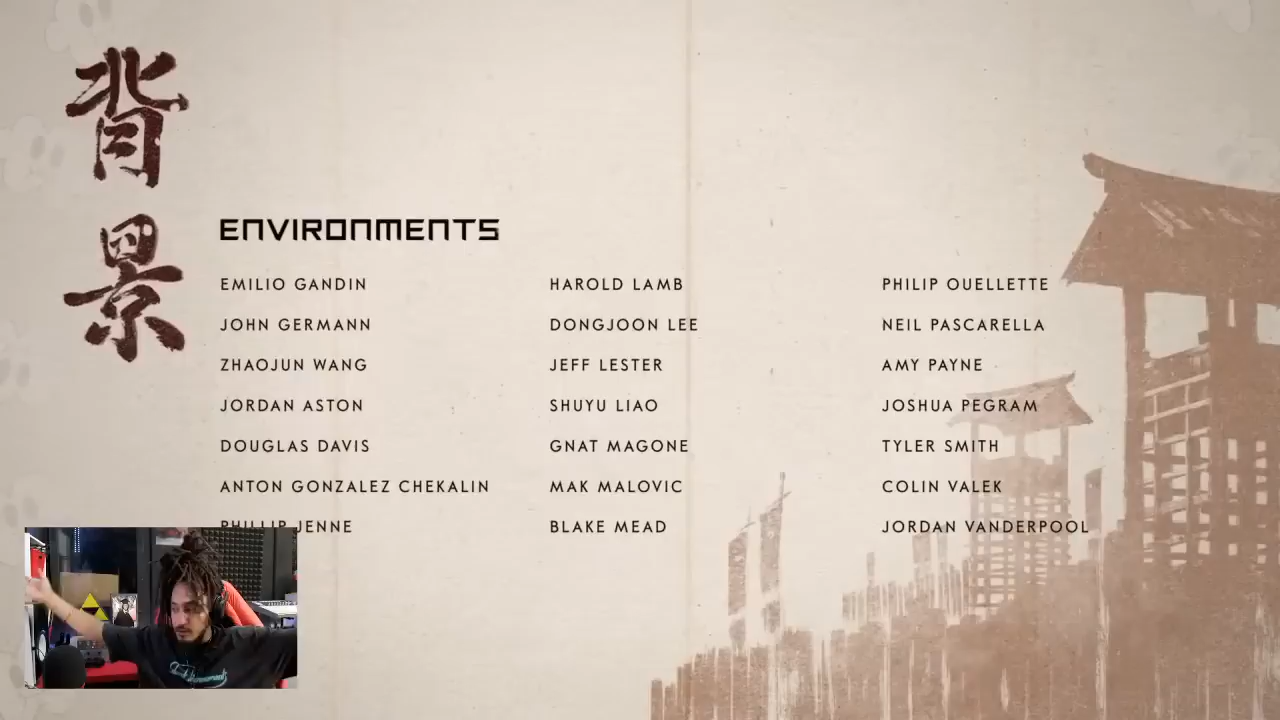 背景
ENVIRONMENTS
EMILIO GANDIN
JOHN GERMANN
ZHAOJUN WANG
JORDAN ASTON
DOUGLAS DAVIS
ANTON GONZALEZ CHEKALIN
PHILLIP JENNE
HAROLD LAMB
DONGJOON LEE
JEFF LESTER
SHUYU LIAO
GNAT MAGONE
MAK MALOVIC
BLAKE MEAD
PHILIP OUELLETTE
NEIL PASCARELLA
AMY PAYNE
JOSHUA PEGRAM
TYLER SMITH
COLIN VALEK
JORDAN VANDERPOOL